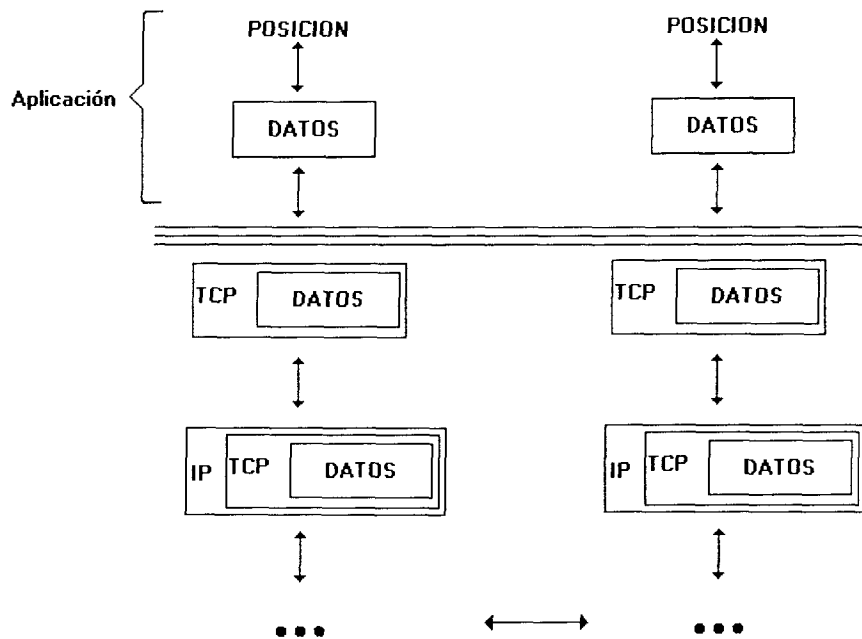 POSICION
POSICION
Aplicación
DATOS
DATOS
TCP
DATOS
TCP
DATOS
IP
TCP
DATOS
IP
TCP
DATOS